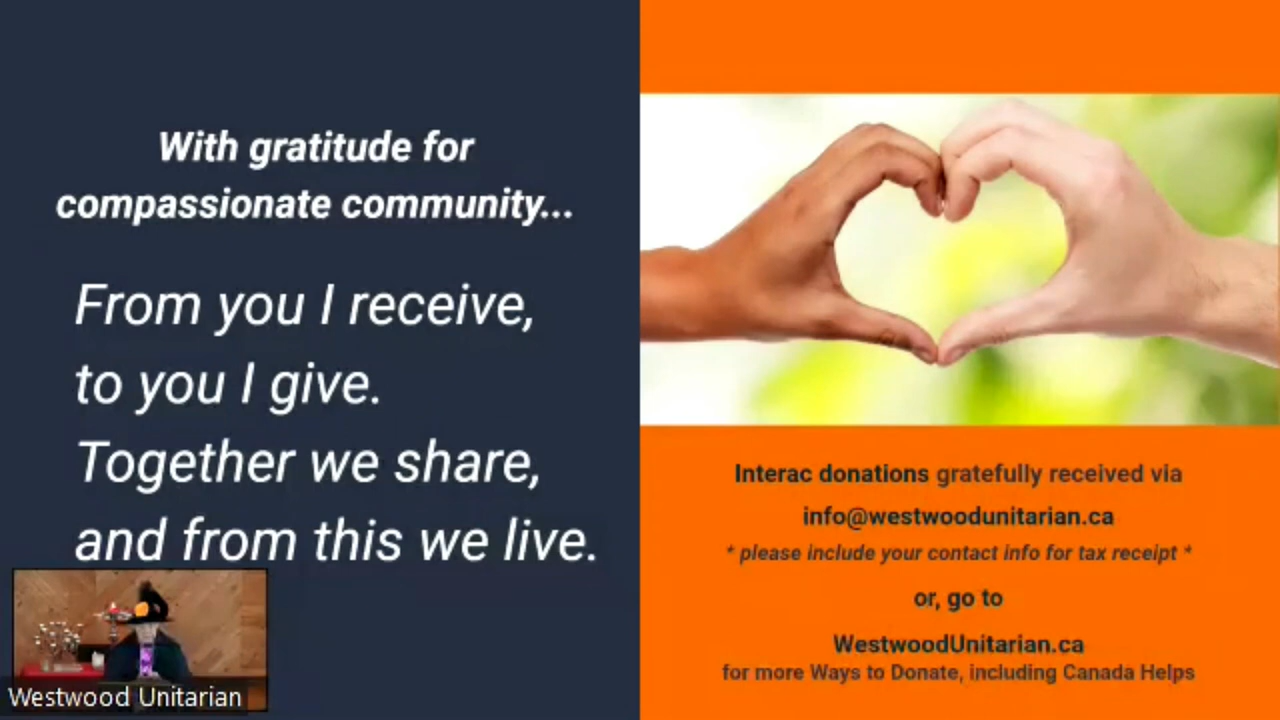 With gratitude for
compassionate community...
From you I receive,
to you I give.
Together we share,
and from this we live.
Westwood Unitarian
Interac donations gratefully received via
info@westwoodunitarian.ca
* please include your contact info for tax receipt *
or, go to
WestwoodUnitarian.ca
for more Ways to Donate, including Canada Helps